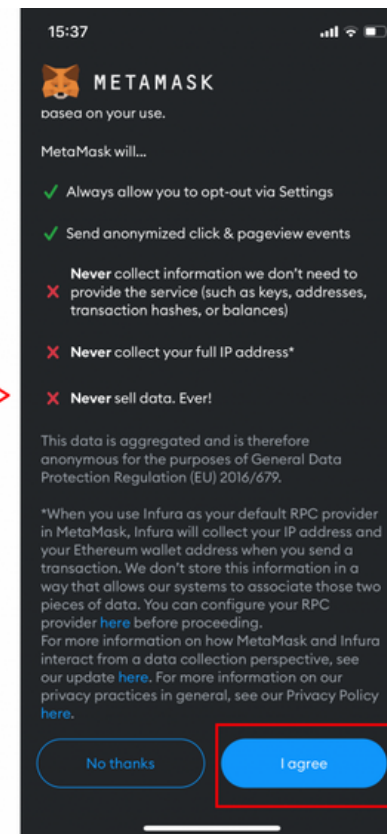 15:37
METAMASK
based on your use.
MetaMask will...
Always allow you to opt-out via Settings
Send anonymized click & pageview events
Never collect information we don't need to
provide the service (such as keys, addresses,
transaction hashes, or balances)
Never collect your full IP address*
Never sell data. Ever!
This data is aggregated and is therefore
anonymous for the purposes of General Data
Protection Regulation (EU) 2016/679.
*When you use Infura as your default RPC provider
in MetaMask, Infura will collect your IP address and
your Ethereum wallet address when you send a
transaction. We don't store this information in a
way that allows our systems to associate those two
pieces of data. You can configure your RPC
provider here before proceeding.
For more information on how MetaMask and Infura
interact from a data collection perspective, see
our update here. For more information on our
privacy practices in general, see our Privacy Policy
here.
No thanks
I agree